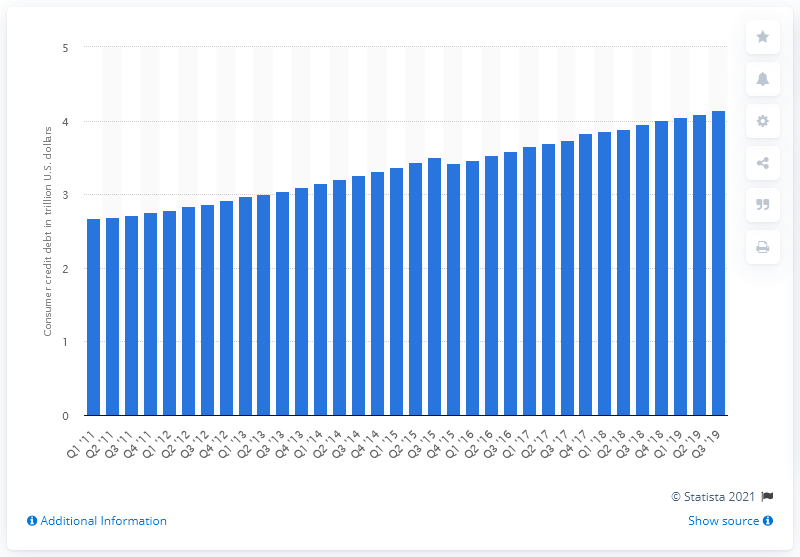 Consumer credit debt in trillion U.S. dollars
5
4
3
2
1
0
Q1 '11
Q2 '11
Q3 '11
Q4 '11
Q1 '12
Q2 '12
Q3 '12
Q4 '12
Q1 '13
Q2 '13
Q3 '13
Q4 '13
Q1 '14
Q2 '14
Q3 '14
Q4 '14
Q1 '15
Q2 '15
Q3 '15
Q4 '15
Q1 '16
Q2 '16
Q3 '16
Q4 '16
Q1 '17
Q2 '17
Q3 '17
Q4 '17
Q1 '18
Q2 '18
Q3 '18
Q4 '18
Q1 '19
Q2 '19
Q3 '19
© Statista 2021
Additional Information
Show source